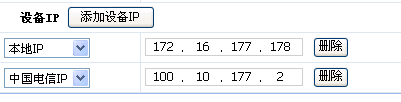 设备IP 添加设备IP
本地IP 172 . 16 . 177 . 178 删除
中国电信IP 100 . 10 . 177 . 2 删除